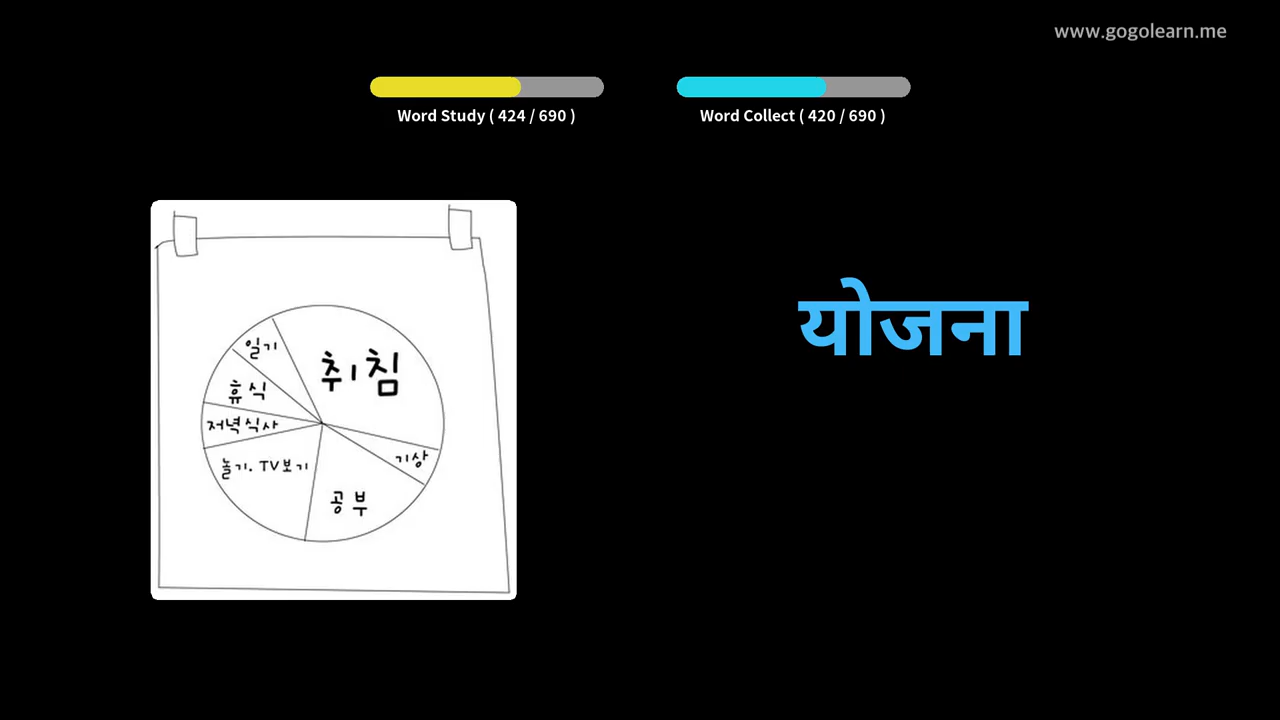 www.gogolearn.me
Word Study ( 424 / 690 )
Word Collect ( 420 / 690 )
योजना
일기
취침
휴식
저녁식사
기상
놀기. TV보기
공부